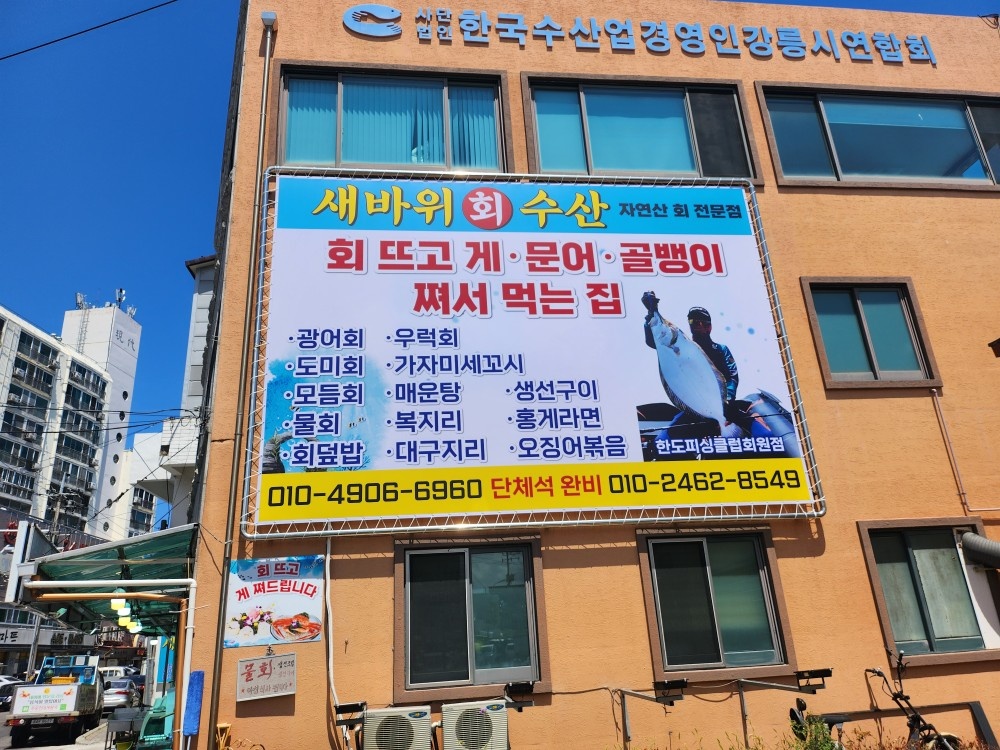 사단법인 한국수산업경영인강릉시연합회
새바위 회 수산 자연산 회 전문점
회 뜨고 게·문어·골뱅이
쪄서 먹는 집
·광어회 ·우럭회
·도미회 ·가자미세꼬시
·모듬회 ·매운탕 ·생선구이
·물회 ·복지리 ·홍게라면
·회덮밥 ·대구지리 ·오징어볶음
한도피싱클럽회원점
010-4906-6960 단체석 완비 010-2462-8549
現代
회 뜨고
게 쪄드립니다
물회